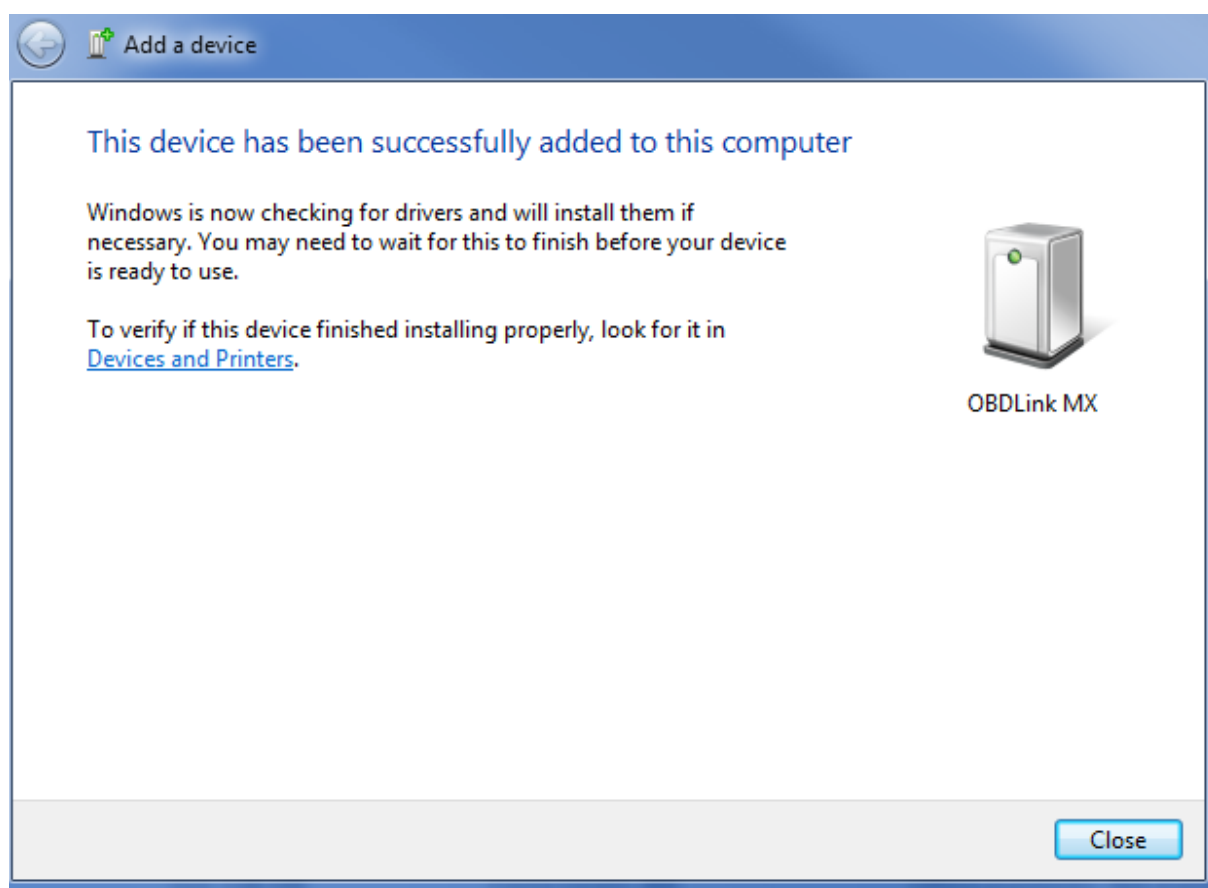 Add a device
This device has been successfully added to this computer
Windows is now checking for drivers and will install them if
necessary. You may need to wait for this to finish before your device
is ready to use.
To verify if this device finished installing properly, look for it in
Devices and Printers.
OBDLink MX
Close